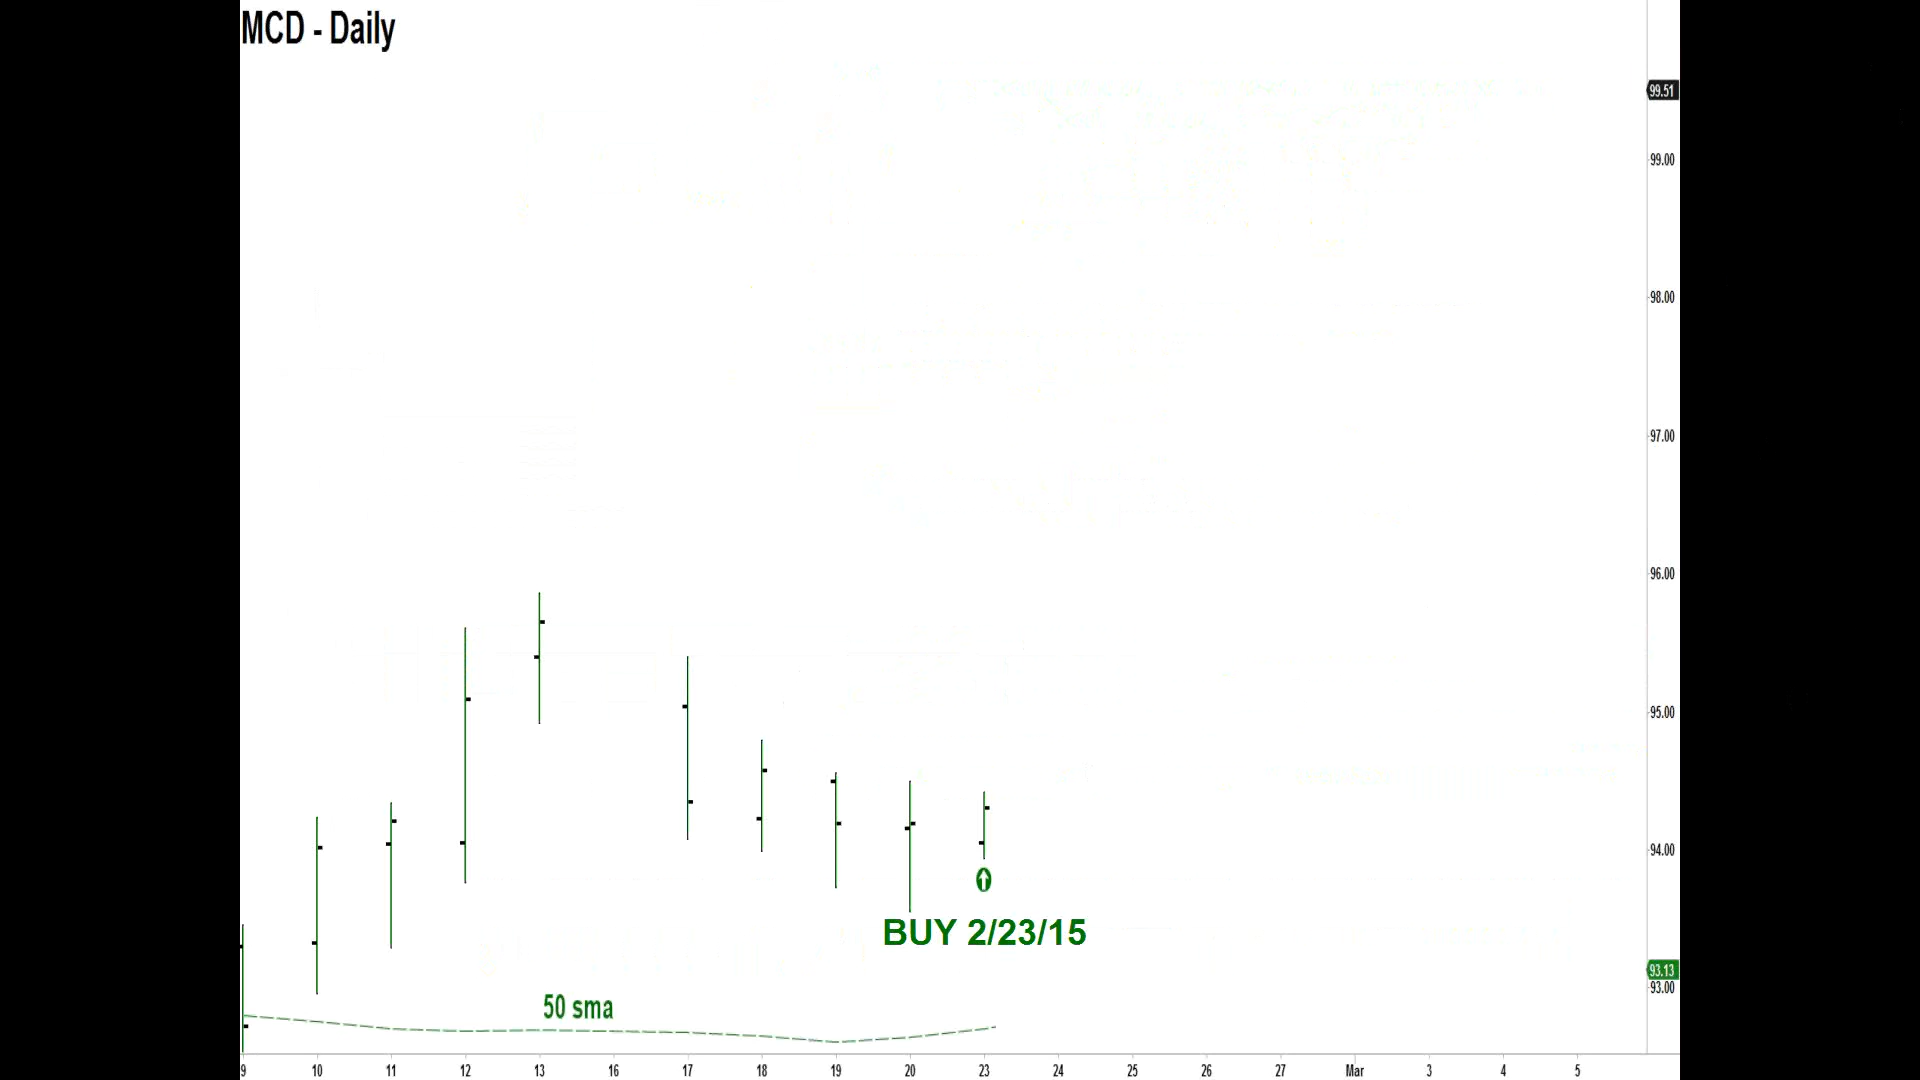 MCD - Daily
99.51
99.00
98.00
97.00
96.00
95.00
94.00
BUY 2/23/15
93.13
93.00
50 sma
9 10 11 12 13 16 17 18 19 20 23 24 25 26 27 Mar 3 4 5